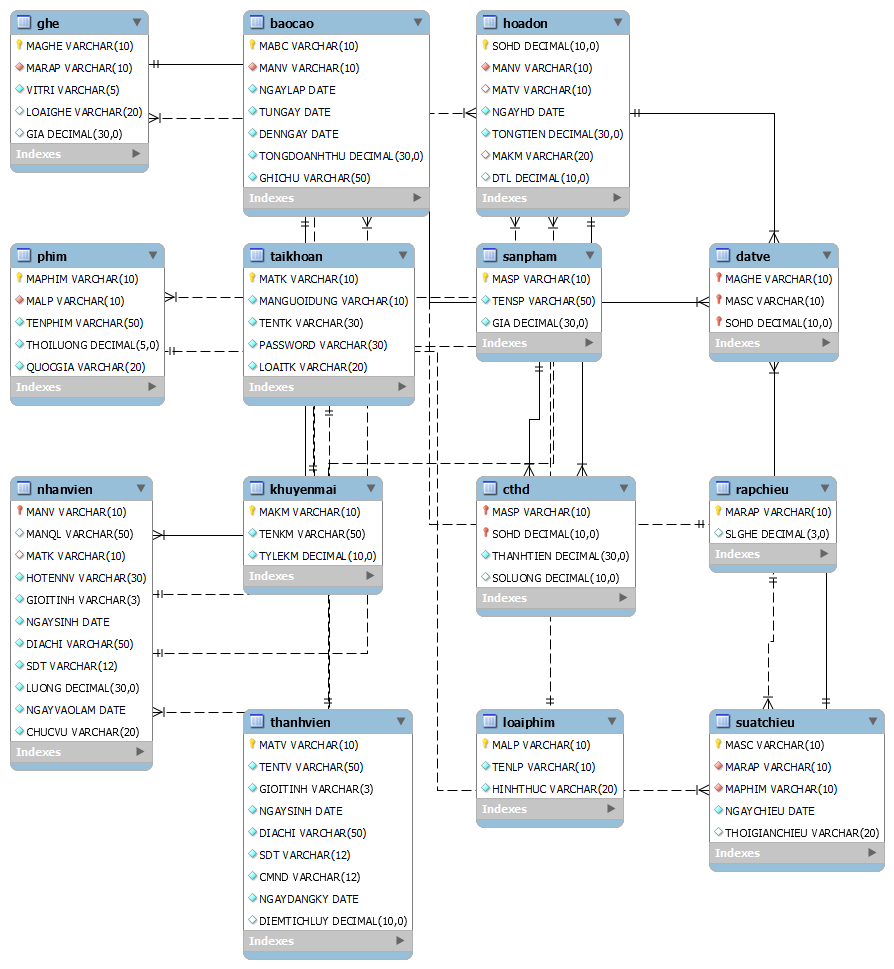 ghe
MAGHE VARCHAR(10)
MARAP VARCHAR(10)
VITRI VARCHAR(5)
LOAIGHE VARCHAR(20)
GIA DECIMAL(30,0)
Indexes
baocao
MABC VARCHAR(10)
MANV VARCHAR(10)
NGAYLAP DATE
TUNGAY DATE
DENNGAY DATE
TONGDOANHTHU DECIMAL(30,0)
GHICHU VARCHAR(50)
Indexes
hoadon
SOHD DECIMAL(10,0)
MANV VARCHAR(10)
MATV VARCHAR(10)
NGAYHD DATE
TONGTIEN DECIMAL(30,0)
MAKM VARCHAR(20)
DTL DECIMAL(10,0)
Indexes
phim
MAPHIM VARCHAR(10)
MALP VARCHAR(10)
TENPHIM VARCHAR(50)
THOILUONG DECIMAL(5,0)
QUOCGIA VARCHAR(20)
Indexes
taikhoan
MATK VARCHAR(10)
MANGUOIDUNG VARCHAR(10)
TENTK VARCHAR(30)
PASSWORD VARCHAR(30)
LOAITK VARCHAR(20)
Indexes
sanpham
MASP VARCHAR(10)
TENSP VARCHAR(50)
GIA DECIMAL(30,0)
Indexes
datve
MAGHE VARCHAR(10)
MASC VARCHAR(10)
SOHD DECIMAL(10,0)
Indexes
nhanvien
MANV VARCHAR(10)
MANQL VARCHAR(50)
MATK VARCHAR(10)
HOTENNV VARCHAR(30)
GIOITINH VARCHAR(3)
NGAYSINH DATE
DIACHI VARCHAR(50)
SDT VARCHAR(12)
LUONG DECIMAL(30,0)
NGAYVAOLAM DATE
CHUCVU VARCHAR(20)
Indexes
khuyenmai
MAKM VARCHAR(10)
TENKM VARCHAR(50)
TYLEKM DECIMAL(10,0)
Indexes
cthd
MASP VARCHAR(10)
SOHD DECIMAL(10,0)
THANHTIEN DECIMAL(30,0)
SOLUONG DECIMAL(10,0)
Indexes
rapchieu
MARAP VARCHAR(10)
SLGHE DECIMAL(3,0)
Indexes
thanhvien
MATV VARCHAR(10)
TENTV VARCHAR(50)
GIOITINH VARCHAR(3)
NGAYSINH DATE
DIACHI VARCHAR(50)
SDT VARCHAR(12)
CMND VARCHAR(12)
NGAYDANGKY DATE
DIEMTICHLUY DECIMAL(10,0)
Indexes
loaiphim
MALP VARCHAR(10)
TENLP VARCHAR(10)
HINHTHUC VARCHAR(20)
Indexes
suatchieu
MASC VARCHAR(10)
MARAP VARCHAR(10)
MAPHIM VARCHAR(10)
NGAYCHIEU DATE
THOIGIANCHIEU VARCHAR(20)
Indexes